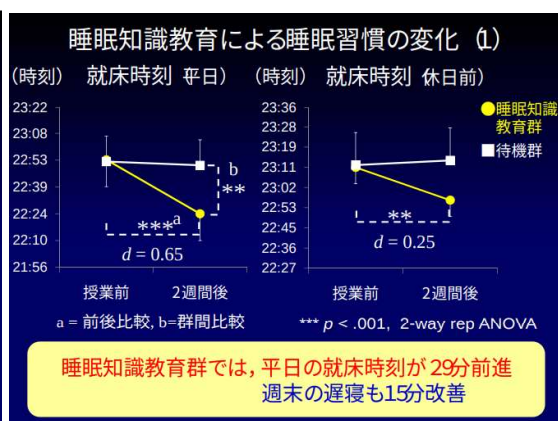 睡眠知識教育による睡眠習慣の変化 (1)
(時刻) 就床時刻 平日) (時刻) 就床時刻 休日前)
23:22
23:08
22:53
22:39
22:24
22:10
21:56
b
**
***a
d = 0.65
授業前 2週間後
23:36
23:28
23:19
23:11
23:02
22:53
22:45
22:36
22:27
**
d = 0.25
授業前 2週間後
睡眠知識
教育群
待機群
a = 前後比較, b=群間比較 *** p < .001, 2-way rep ANOVA
睡眠知識教育群では, 平日の就床時刻が29分前進
週末の遅寝も15分改善